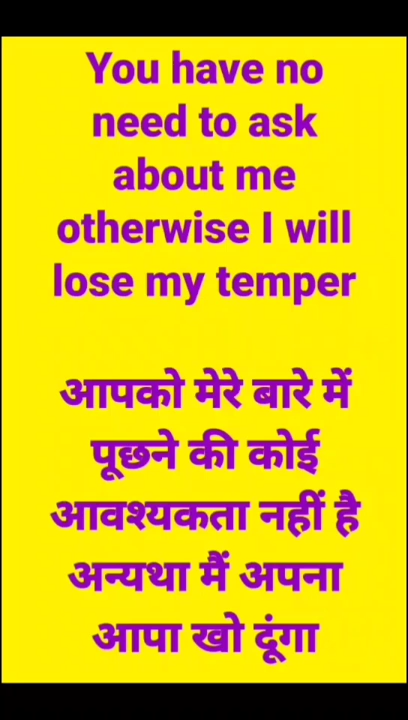 You have no
need to ask
about me
otherwise I will
lose my temper
आपको मेरे बारे में
पूछने की कोई
आवश्यकता नहीं है
अन्यथा मैं अपना
आपा खो दूंगा